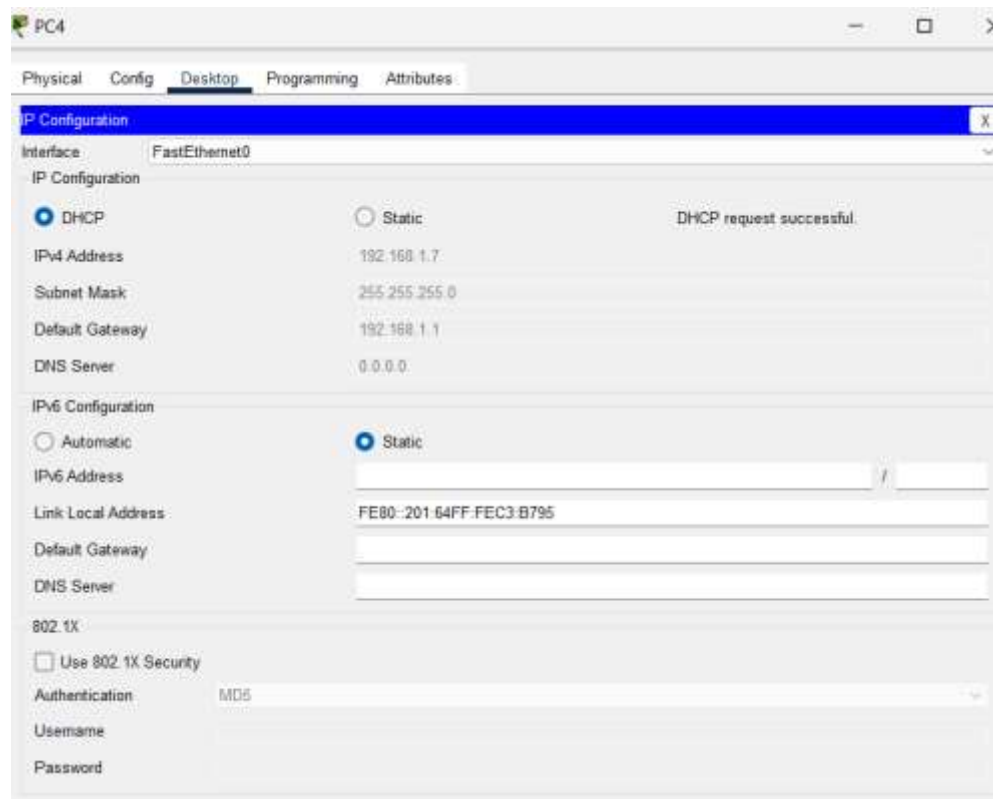 PC4
Physical Config Desktop Programming Attributes
IP Configuration X
Interface FastEthernet0
IP Configuration
DHCP Static DHCP request successful.
IPv4 Address 192.168.1.7
Subnet Mask 255.255.255.0
Default Gateway 192.168.1.1
DNS Server 0.0.0.0
IPv6 Configuration
Automatic Static
IPv6 Address /
Link Local Address FE80::201:64FF:FEC3:B795
Default Gateway
DNS Server
802.1X
Use 802.1X Security
Authentication MD5
Username
Password